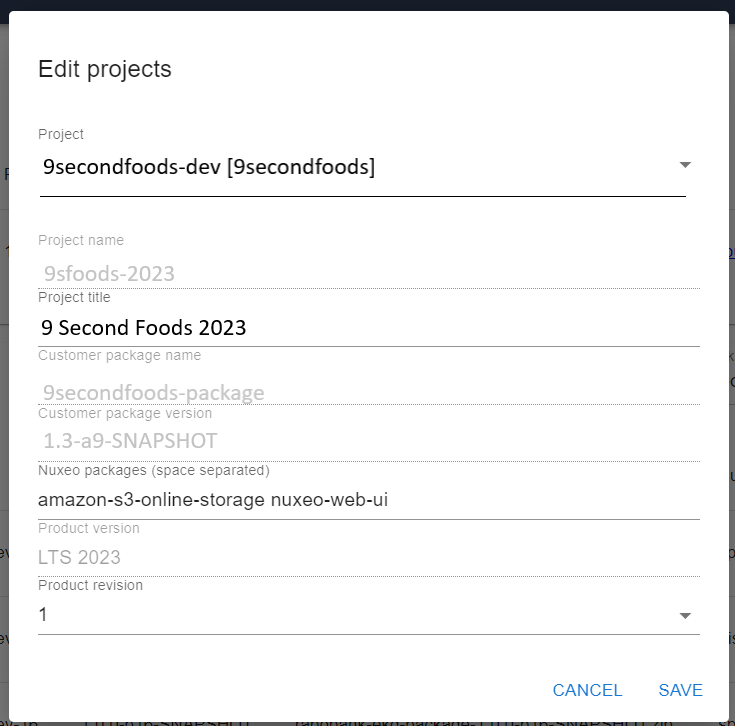 Edit projects
Project
9secondfoods-dev [9secondfoods]
Project name
9sfoods-2023
Project title
9 Second Foods 2023
Customer package name
9secondfoods-package
Customer package version
1.3-a9-SNAPSHOT
Nuxeo packages (space separated)
amazon-s3-online-storage nuxeo-web-ui
Product version
LTS 2023
Product revision
1
CANCEL SAVE